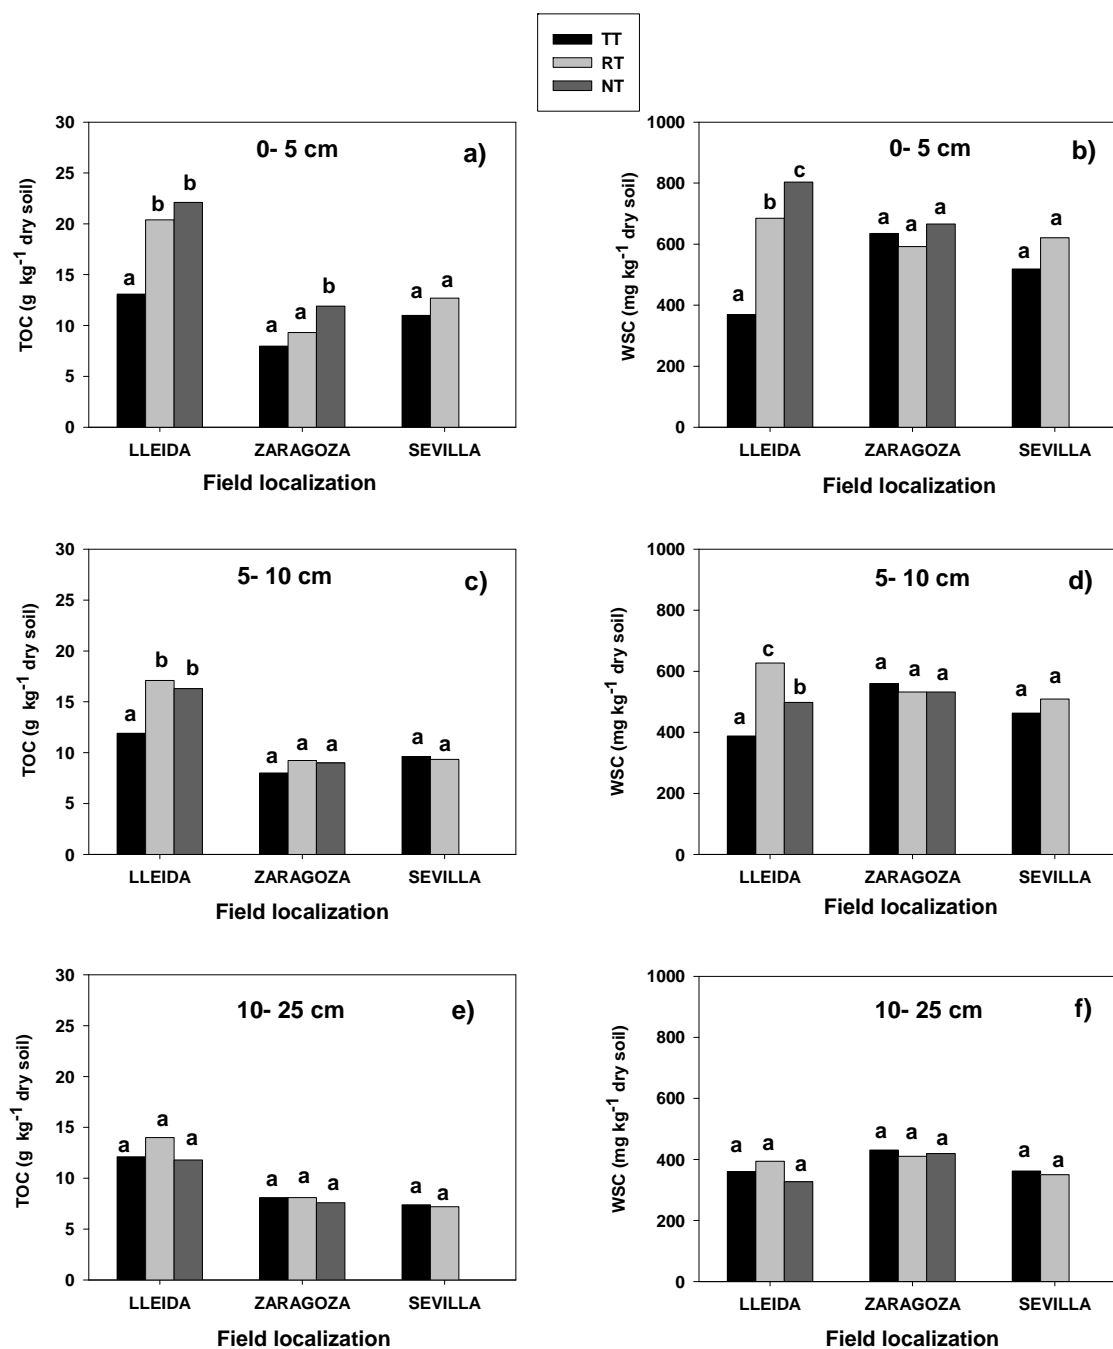 TT
RT
NT
0- 5 cm
a)
TOC (g kg-1 dry soil)
30
25
20
15
10
5
0
a b b
a a b
a a
LLEIDA ZARAGOZA SEVILLA
Field localization
0- 5 cm
b)
WSC (mg kg-1 dry soil)
1000
800
600
400
200
0
a b c
a a a
a a
LLEIDA ZARAGOZA SEVILLA
Field localization
5- 10 cm
c)
TOC (g kg-1 dry soil)
30
25
20
15
10
5
0
a b b
a a a
a a
LLEIDA ZARAGOZA SEVILLA
Field localization
5- 10 cm
d)
WSC (mg kg-1 dry soil)
1000
800
600
400
200
0
a c b
a a a
a a
LLEIDA ZARAGOZA SEVILLA
Field localization
10- 25 cm
e)
TOC (g kg-1 dry soil)
30
25
20
15
10
5
0
a a a
a a a
a a
LLEIDA ZARAGOZA SEVILLA
Field localization
10- 25 cm
f)
WSC (mg kg-1 dry soil)
1000
800
600
400
200
0
a a a
a a a
a a
LLEIDA ZARAGOZA SEVILLA
Field localization